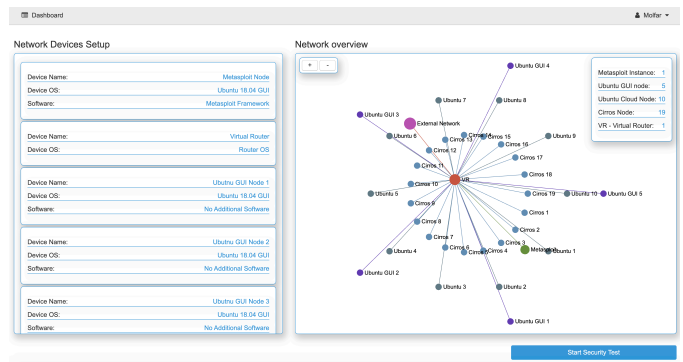 Dashboard
Molfar
Network Devices Setup
Network overview
Device Name: Metasploit Node
Device OS: Ubuntu 18.04 GUI
Software: Metasploit Framework
Device Name: Virtual Router
Device OS: Router OS
Device Name: Ubutnu GUI Node 1
Device OS: Ubuntu 18.04 GUI
Software: No Additional Software
Device Name: Ubutnu GUI Node 2
Device OS: Ubuntu 18.04 GUI
Software: No Additional Software
Device Name: Ubutnu GUI Node 3
Device OS: Ubuntu 18.04 GUI
Software: No Additional Software
+ -
Metasploit Instance: 1
Ubuntu GUI node: 5
Ubuntu Cloud Node: 10
Cirros Node: 19
VR - Virtual Router: 1
Ubuntu GUI 4
Ubuntu 7
Ubuntu 8
Ubuntu GUI 3
External Network
Ubuntu 6
Cirros 13
Cirros 14
Cirros 15
Ubuntu 9
Cirros 12
Cirros 16
Cirros 11
Cirros 17
Cirros 10
VR
Cirros 18
Ubuntu 5
Cirros 19
Ubuntu 10
Ubuntu GUI 5
Cirros 9
Cirros 1
Cirros 8
Cirros 2
Cirros 7
Cirros 3
Ubuntu 4
Cirros 6
Cirros 5
Cirros 4
Metasploit
Ubuntu 1
Ubuntu GUI 2
Ubuntu 3
Ubuntu 2
Ubuntu GUI 1
Start Security Test